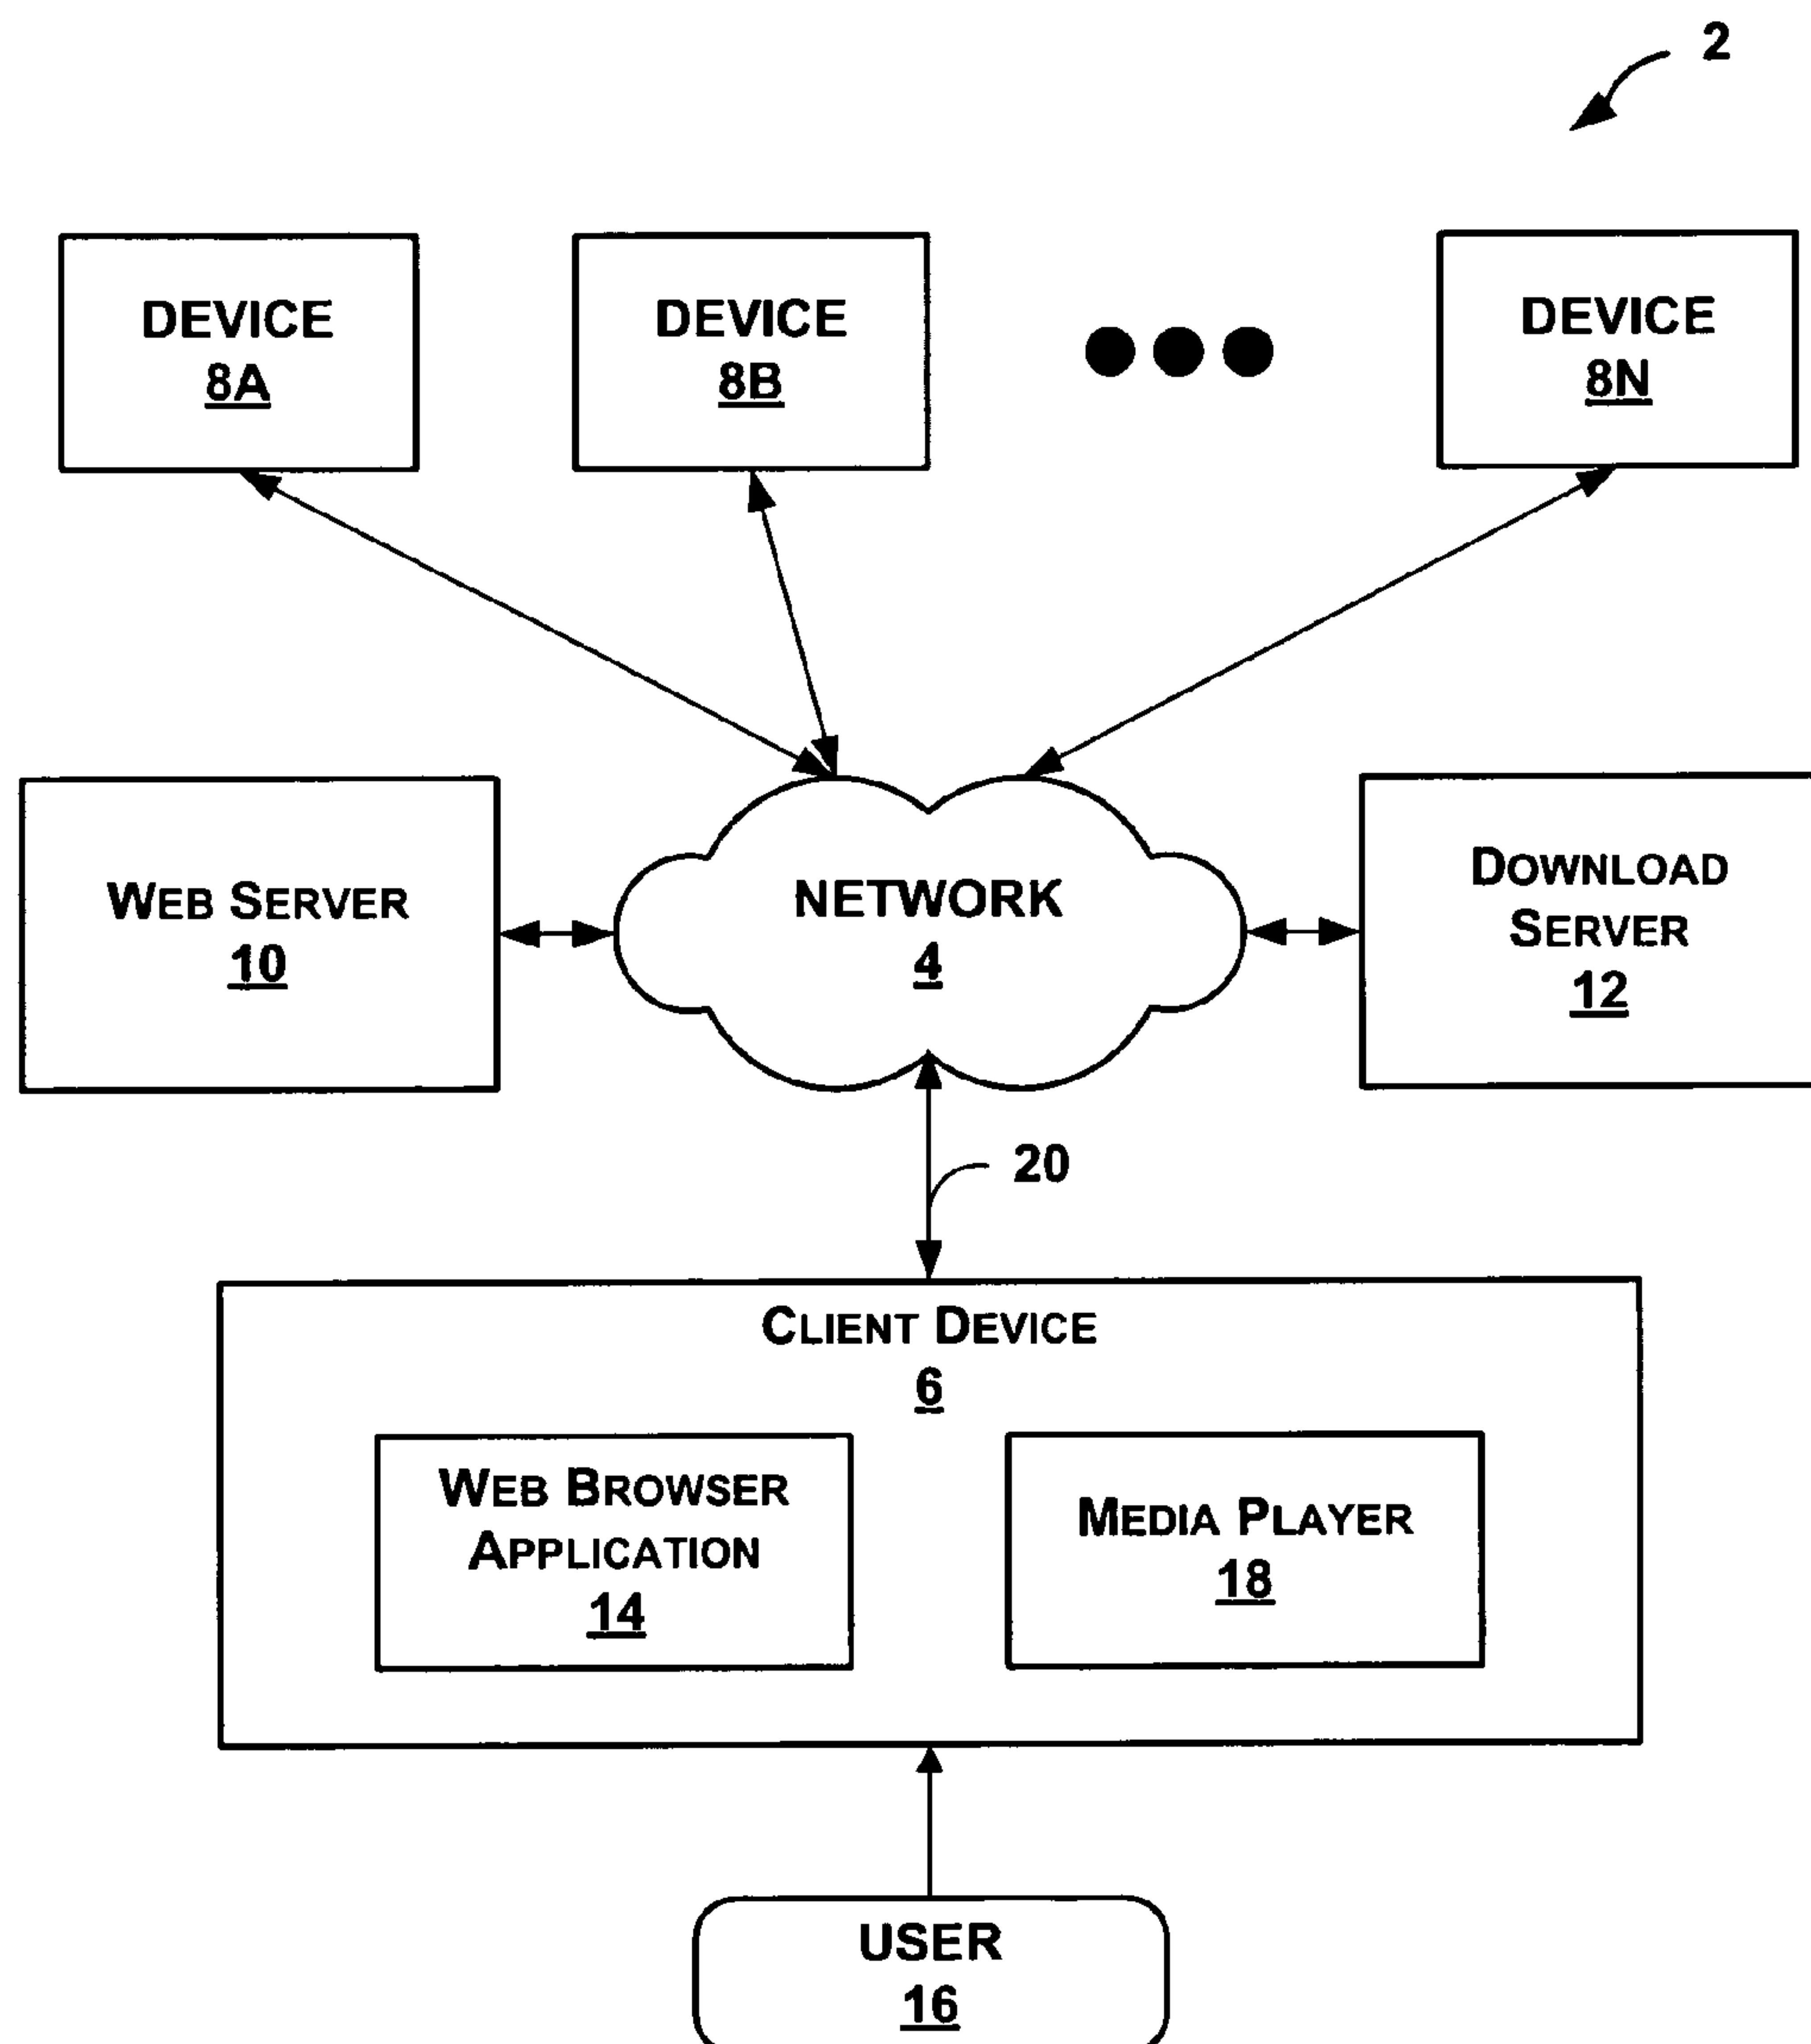 2
DEVICE
8A
DEVICE
8B
DEVICE
8N
WEB SERVER
10
NETWORK
4
DOWNLOAD
SERVER
12
20
CLIENT DEVICE
6
WEB BROWSER
APPLICATION
14
MEDIA PLAYER
18
USER
16